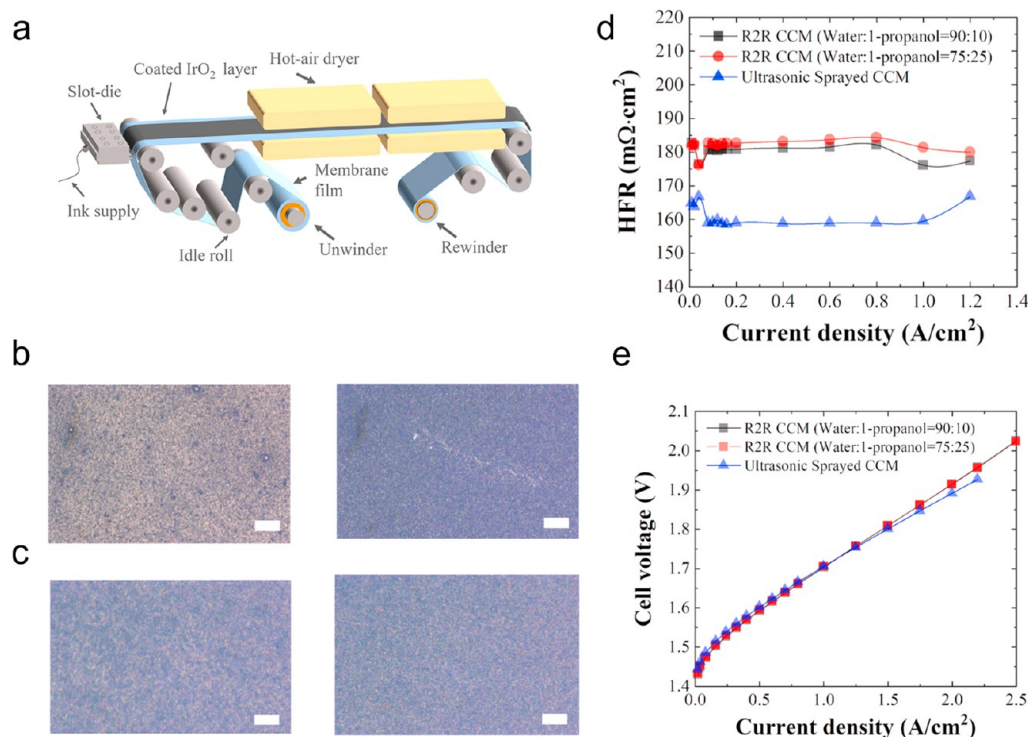 a
Coated IrO₂ layer
Hot-air dryer
Slot-die
Ink supply
Idle roll
Membrane
film
Unwinder
Rewinder
b
c
d
220
210
200
190
180
170
160
150
140
HFR (mΩ·cm²)
R2R CCM (Water:1-propanol=90:10)
R2R CCM (Water:1-propanol=75:25)
Ultrasonic Sprayed CCM
0.0 0.2 0.4 0.6 0.8 1.0 1.2 1.4
Current density (A/cm²)
e
2.1
2.0
1.9
1.8
1.7
1.6
1.5
1.4
Cell voltage (V)
R2R CCM (Water:1-propanol=90:10)
R2R CCM (Water:1-propanol=75:25)
Ultrasonic Sprayed CCM
0.0 0.5 1.0 1.5 2.0 2.5
Current density (A/cm²)